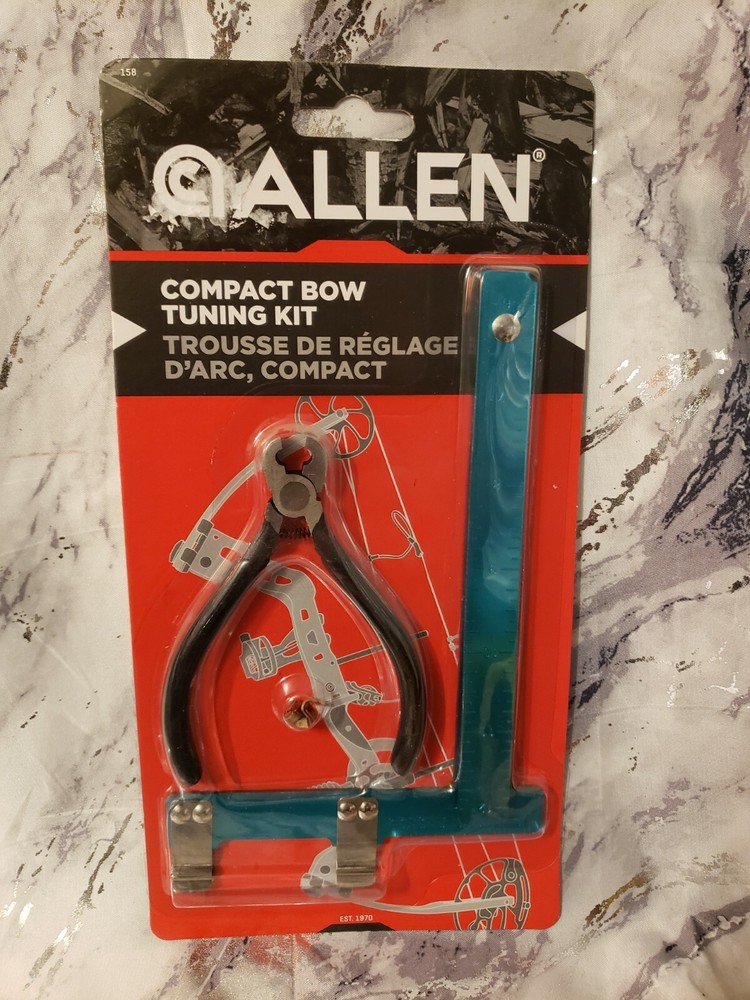 158
ALLEN®
COMPACT BOW
TUNING KIT
TROUSSE DE RÉGLAGE
D'ARC, COMPACT
EST. 1970